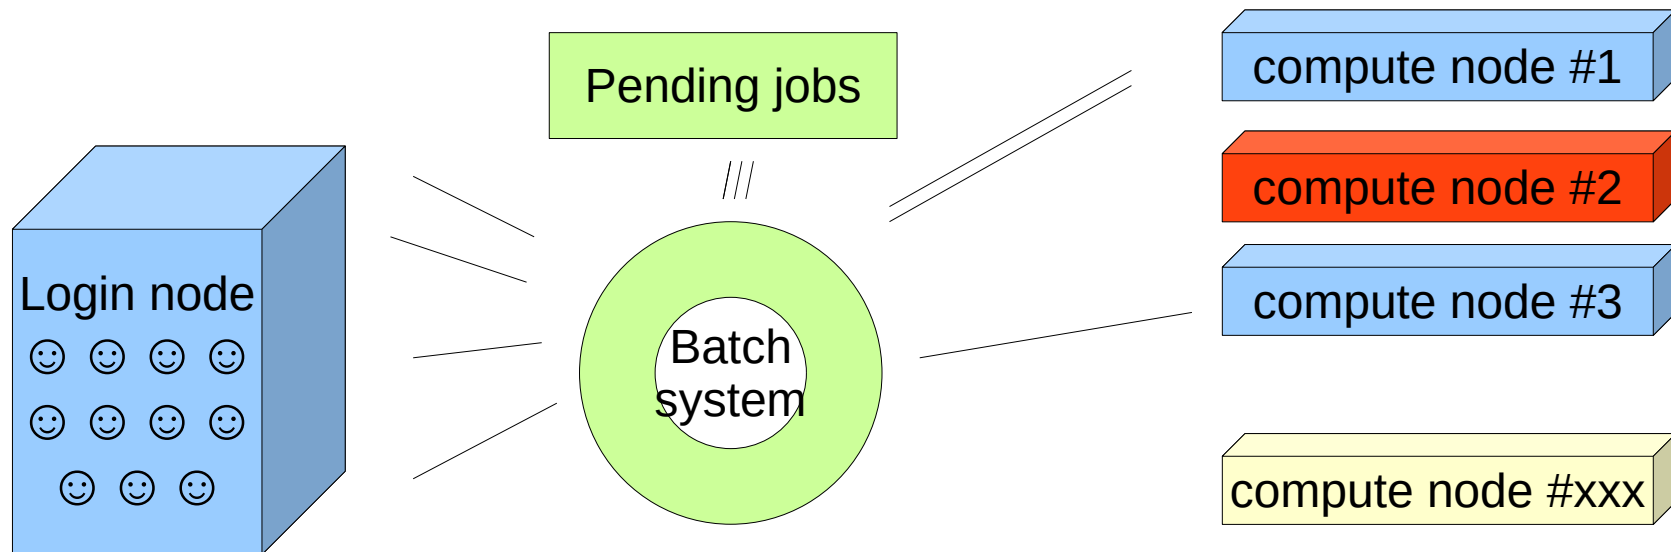 Pending jobs
Login node
Batch
system
compute node #1
compute node #2
compute node #3
compute node #xxx